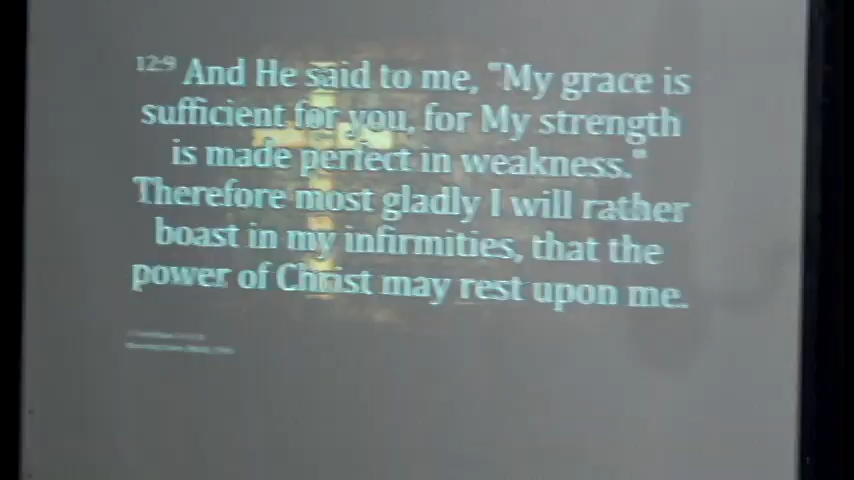 12:9 And He said to me, "My grace is
sufficient for you, for My strength
is made perfect in weakness."
Therefore most gladly I will rather
boast in my infirmities, that the
power of Christ may rest upon me.